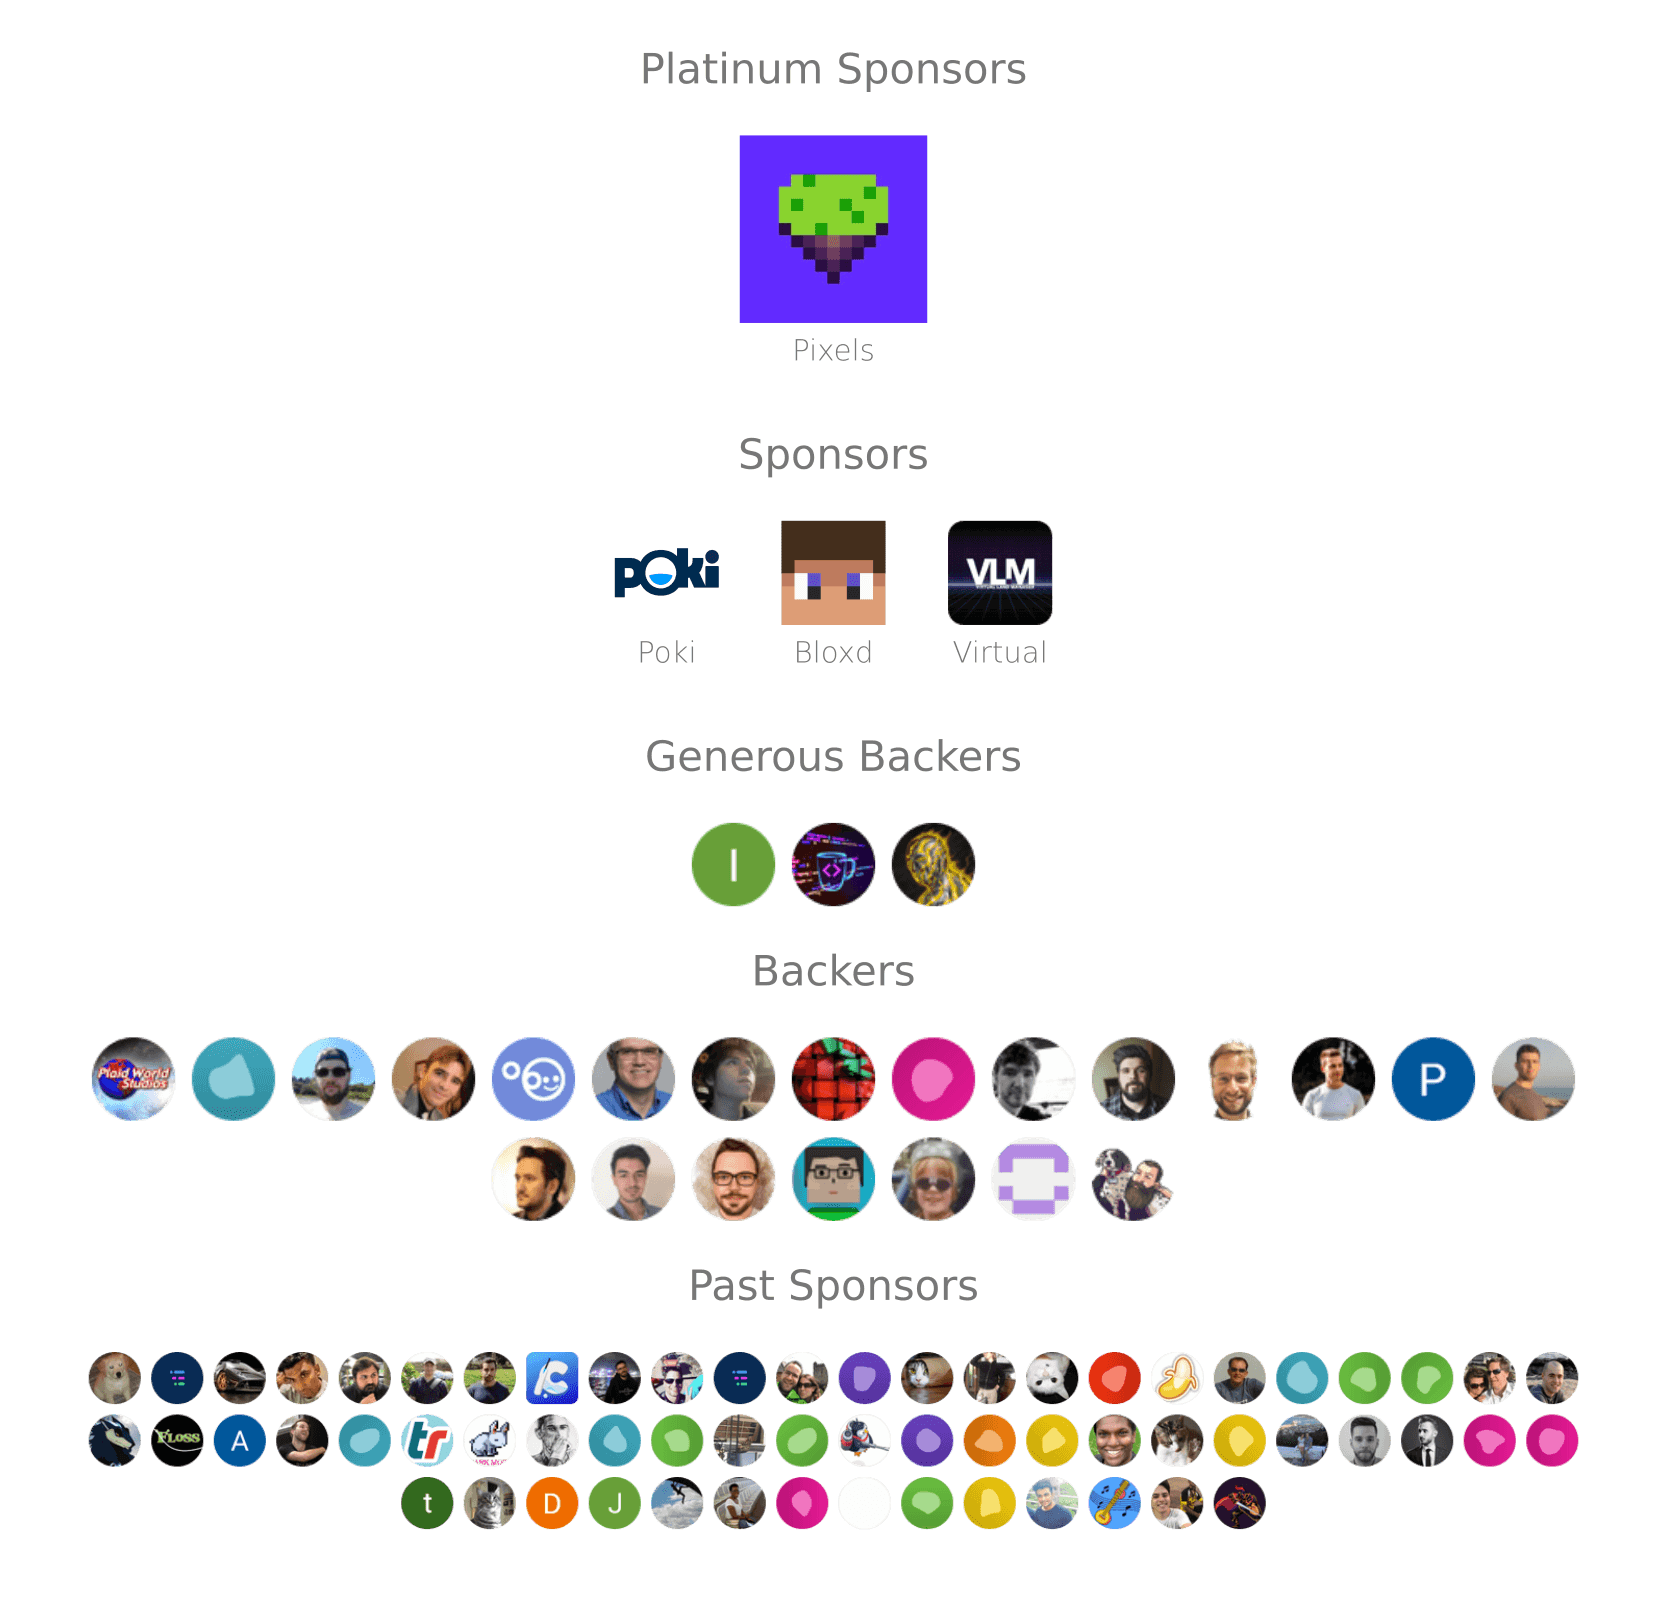 Platinum Sponsors
Pixels
Sponsors
poki
VLM
Poki Bloxd Virtual
Generous Backers
I
<>
Backers
Plaid World
Studios
P
Past Sponsors
FLOSS A tr
t D J